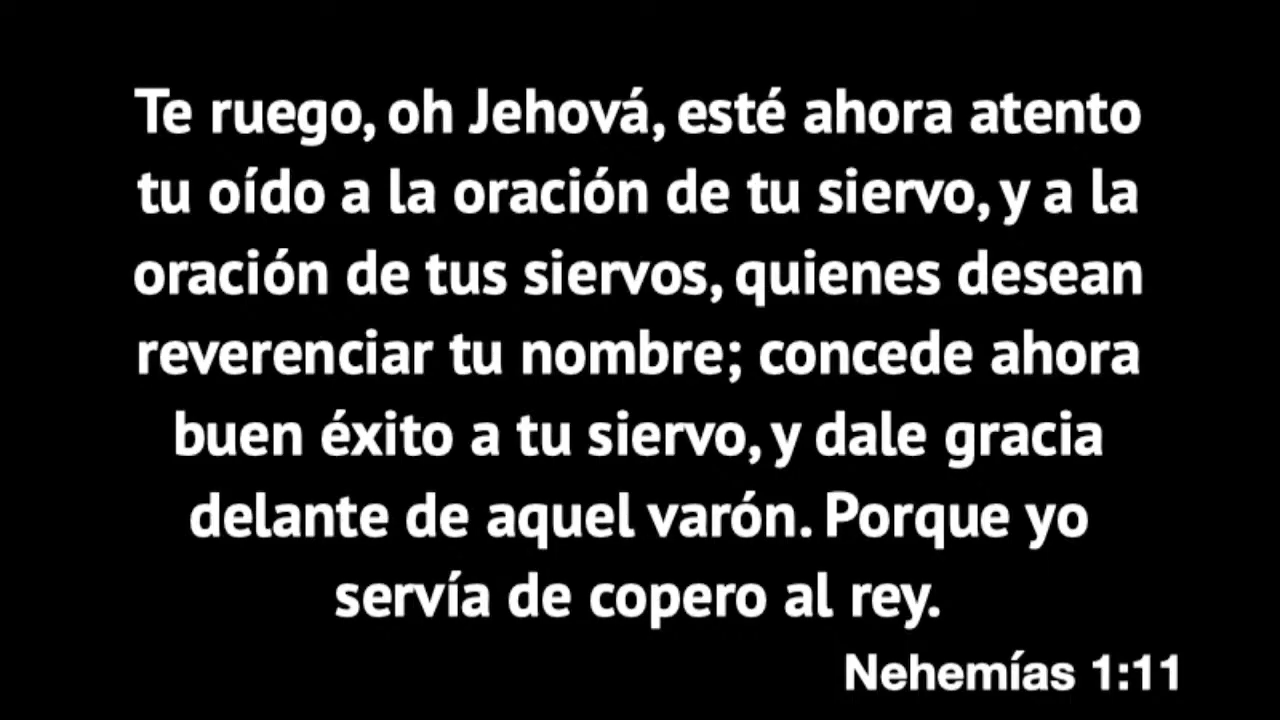 Te ruego, oh Jehová, esté ahora atento
tu oído a la oración de tu siervo, y a la
oración de tus siervos, quienes desean
reverenciar tu nombre; concede ahora
buen éxito a tu siervo, y dale gracia
delante de aquel varón. Porque yo
servía de copero al rey.
Nehemías 1:11